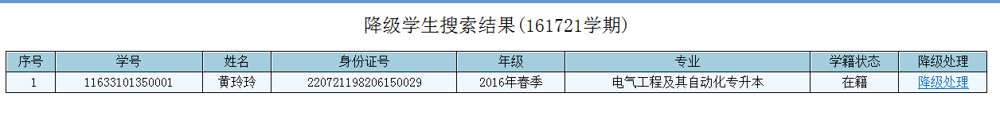 降级学生搜索结果(161721学期)
序号 学号 姓名 身份证号 年级 专业 学籍状态 降级处理
1 11633101350001 黄玲玲 220721198206150029 2016年春季 电气工程及其自动化专升本 在籍 降级处理